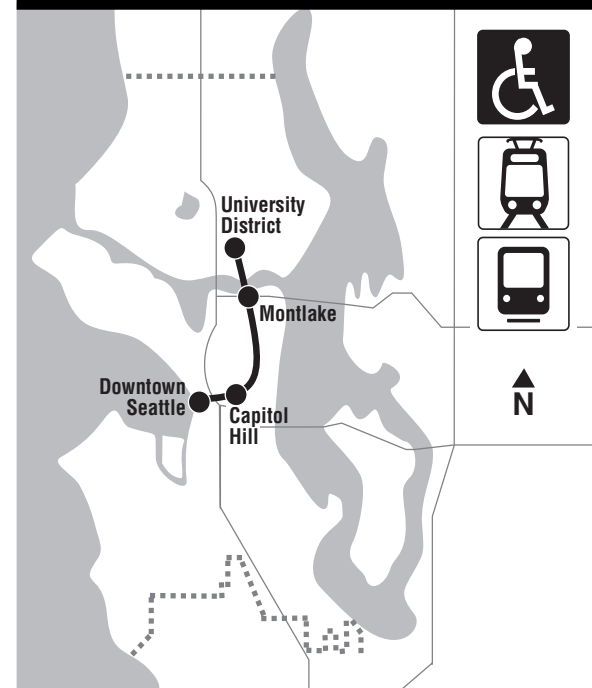 University
District
Montlake
Downtown
Seattle
Capitol
Hill
N